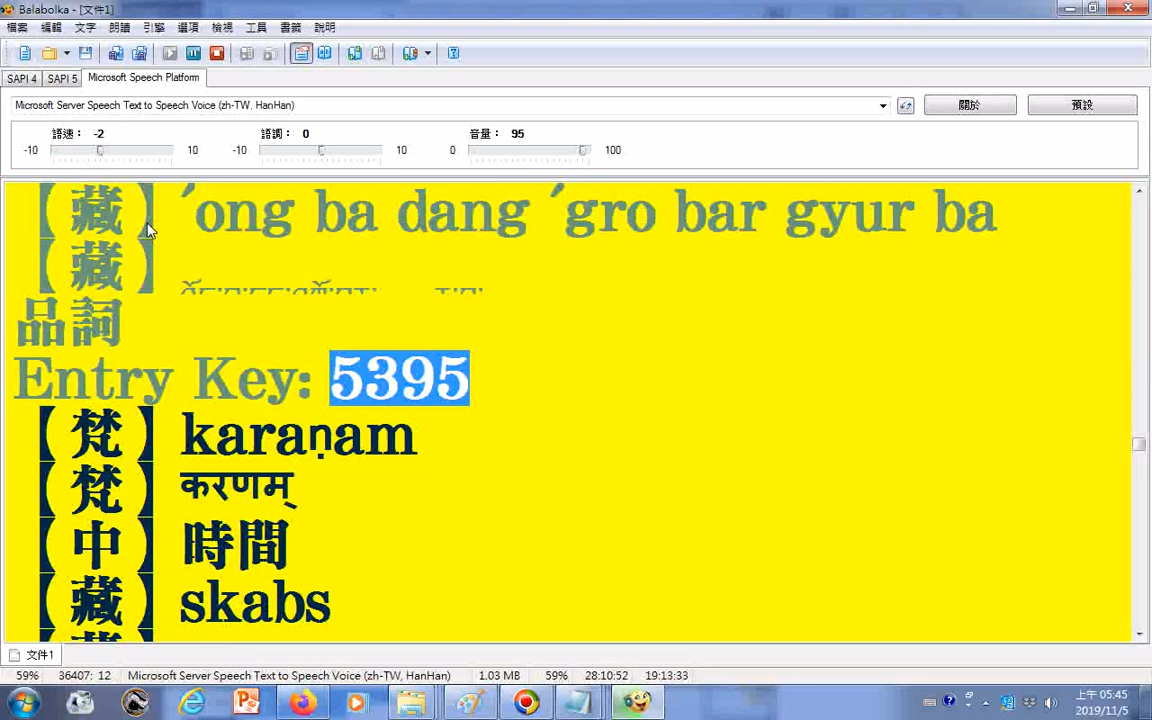 Balabolka - [文件1]
檔案 編輯 文字 朗讀 引擎 選項 檢視 工具 書籤 說明
SAPI 4 SAPI 5 Microsoft Speech Platform
Microsoft Server Speech Text to Speech Voice (zh-TW, HanHan) 關於 預設
語速： -2 語調： 0 音量： 95
-10 10 -10 10 0 100
【藏】 ´ong ba dang ´gro bar gyur ba
【藏】
品詞
Entry Key: 5395
【梵】 karaṇam
【梵】 करणम्
【中】 時間
【藏】 skabs
文件1
59% 36407: 12 Microsoft Server Speech Text to Speech Voice (zh-TW, HanHan) 1.03 MB 59% 28:10:52 19:13:33
上午 05:45
2019/11/5